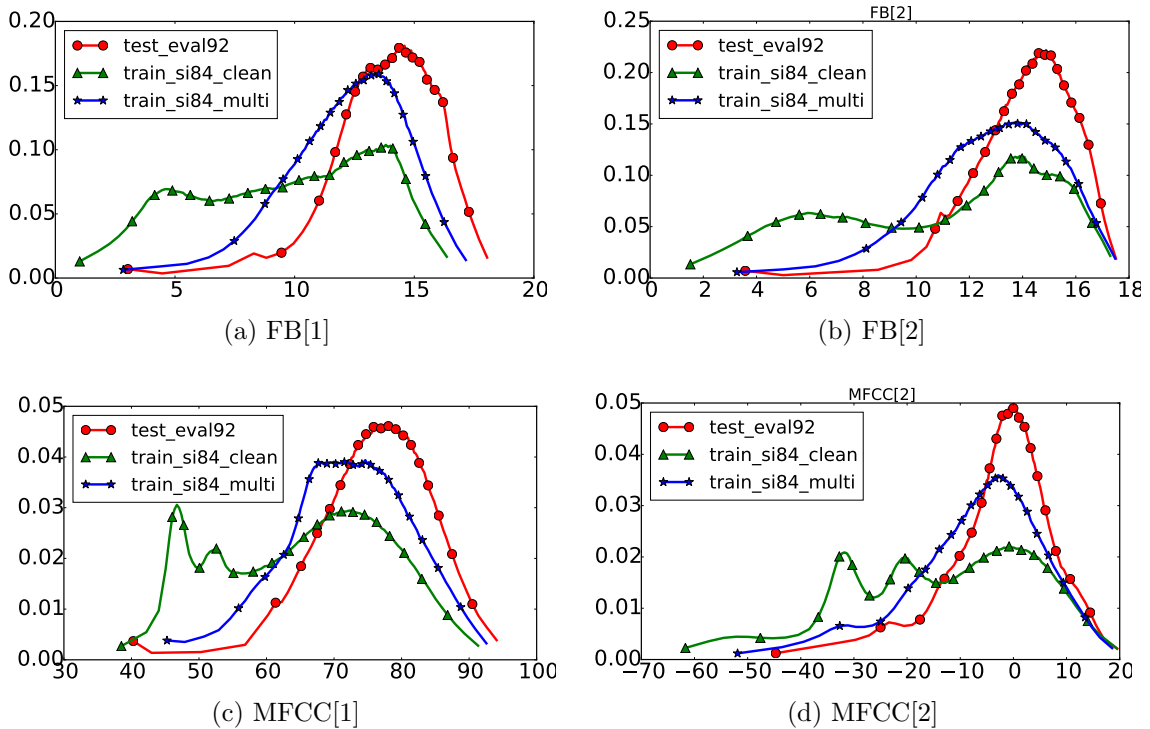 0.20
0.15
0.10
0.05
0.00
test_eval92
train_si84_clean
train_si84_multi
0 5 10 15 20
(a) FB[1]
FB[2]
0.25
0.20
0.15
0.10
0.05
0.00
test_eval92
train_si84_clean
train_si84_multi
0 2 4 6 8 10 12 14 16 18
(b) FB[2]
0.05
0.04
0.03
0.02
0.01
0.00
test_eval92
train_si84_clean
train_si84_multi
30 40 50 60 70 80 90 100
(c) MFCC[1]
MFCC[2]
0.05
0.04
0.03
0.02
0.01
0.00
test_eval92
train_si84_clean
train_si84_multi
−70 −60 −50 −40 −30 −20 −10 0 10 20
(d) MFCC[2]